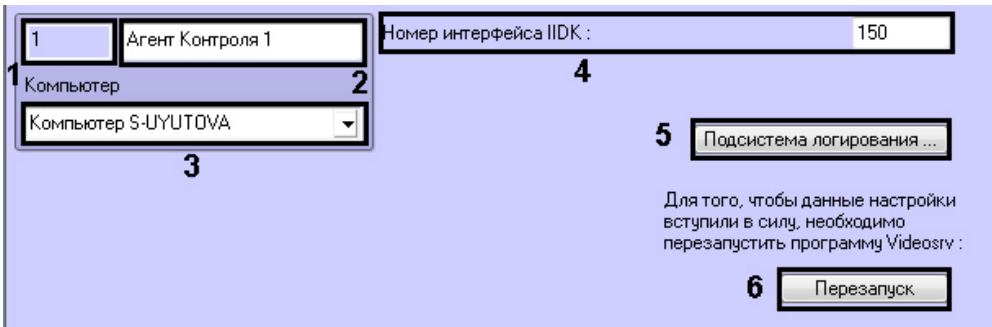 1
Агент Контроля 1
Номер интерфейса IIDK :
150
1
Компьютер
2
4
Компьютер S-UYUTOVA
3
5
Подсистема логирования ...
Для того, чтобы данные настройки
вступили в силу, необходимо
перезапустить программу Videosrv :
6
Перезапуск